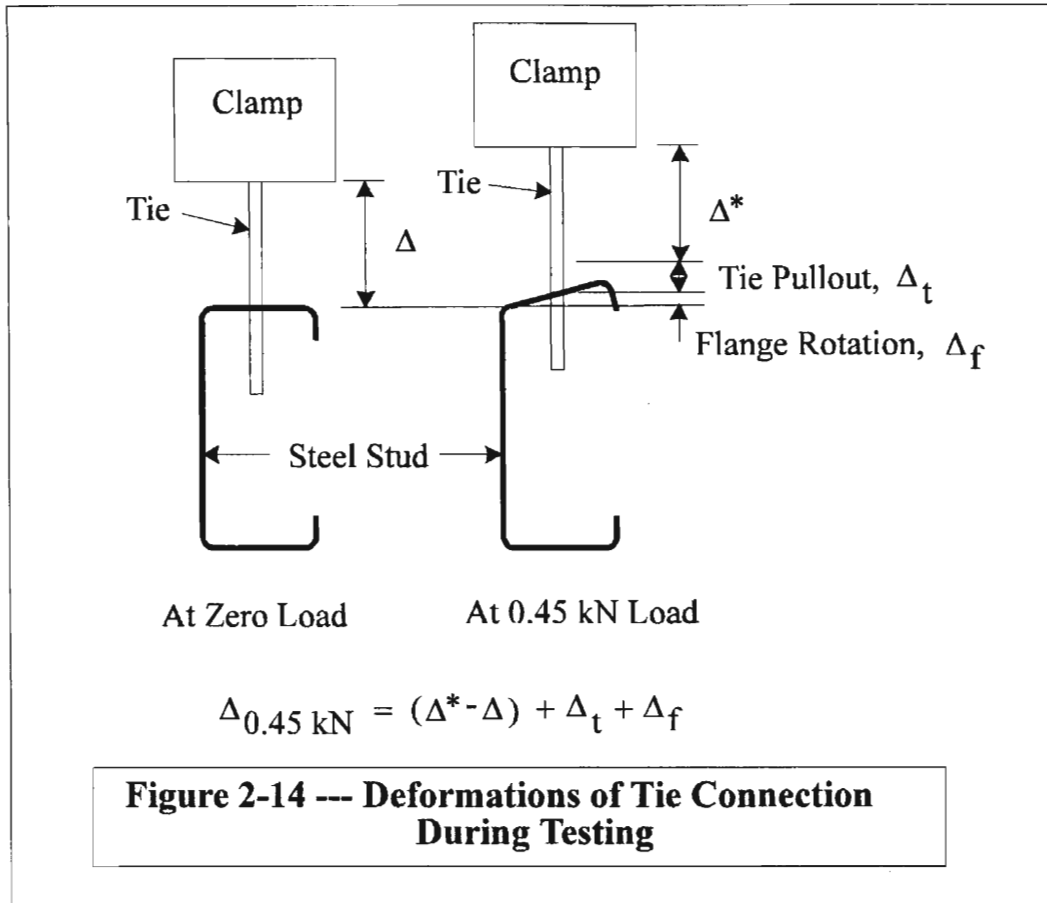 Clamp
Clamp
Tie
Tie
Δ
Δ*
Tie Pullout, Δt
Flange Rotation, Δf
Steel Stud
At Zero Load
At 0.45 kN Load
Δ0.45 kN = (Δ*-Δ) + Δt + Δf
Figure 2-14 --- Deformations of Tie Connection
During Testing